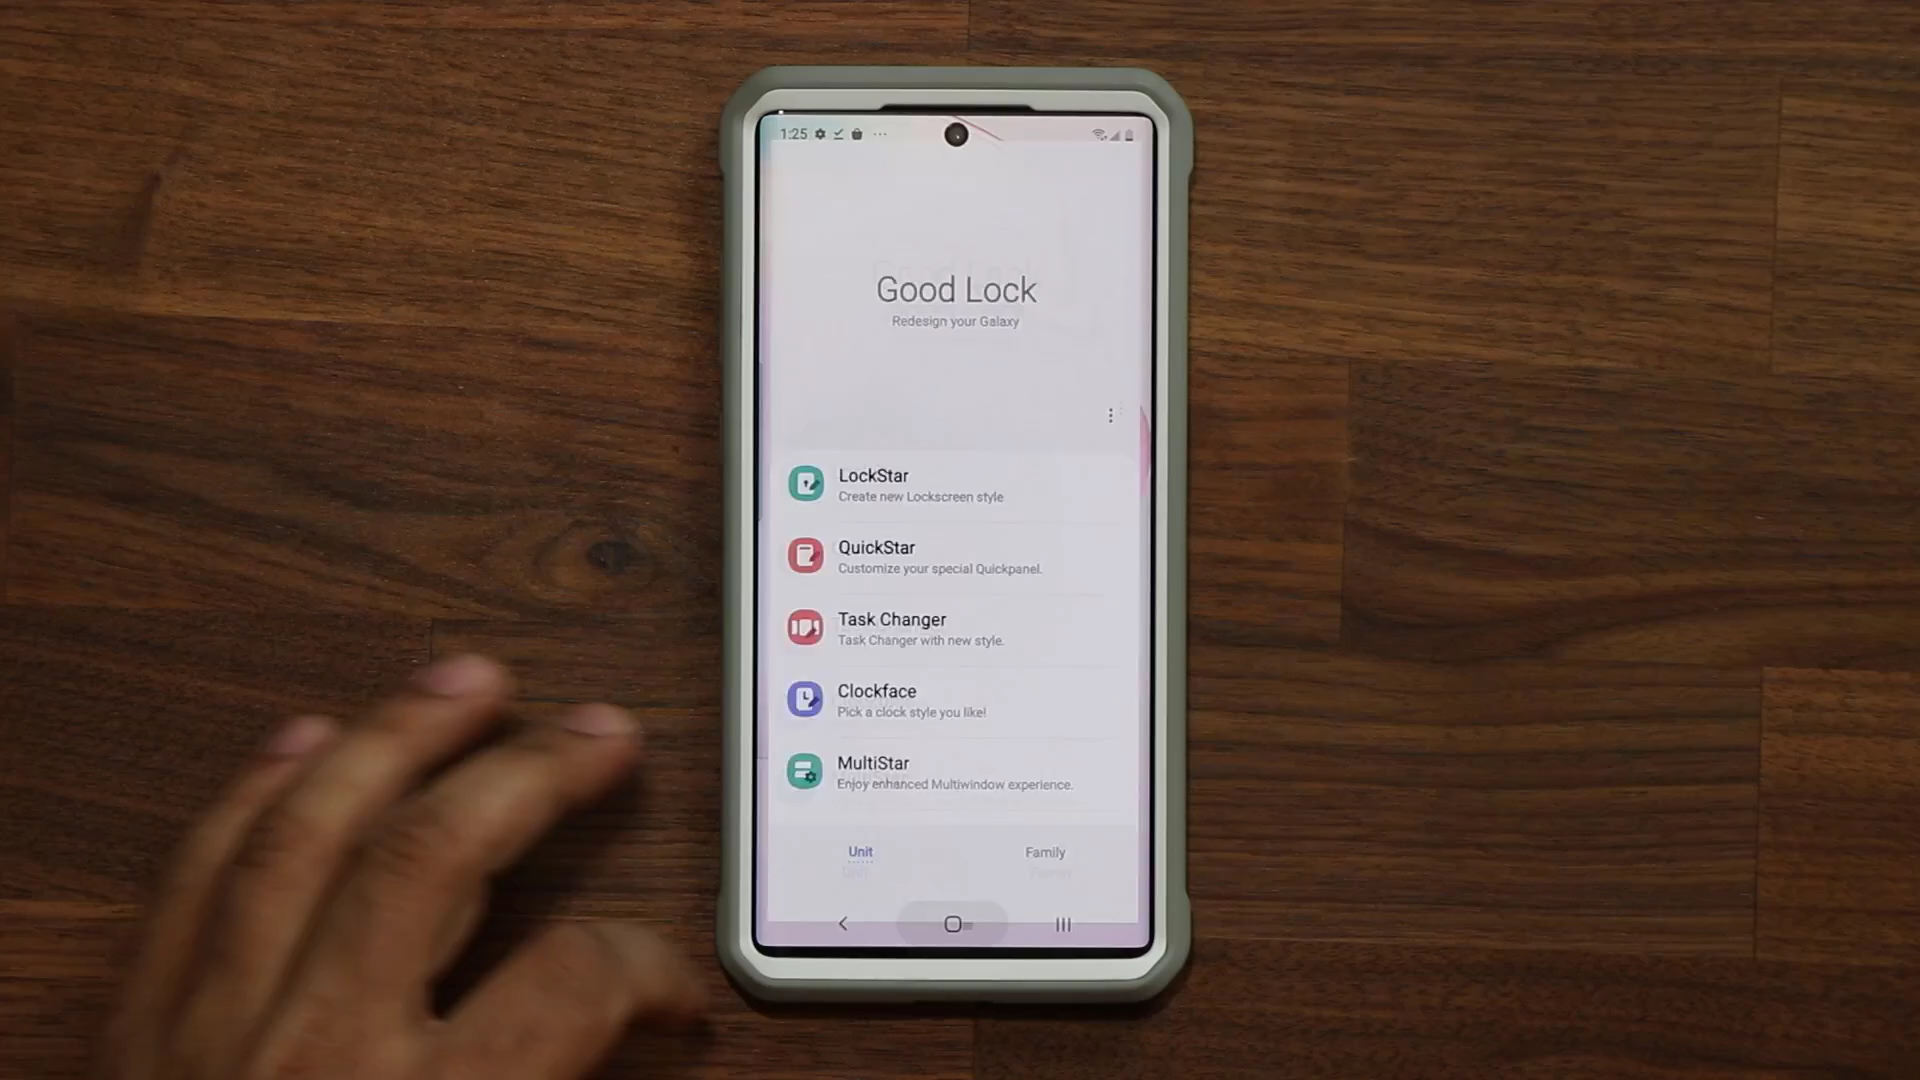 1:25
Good Lock
Redesign your Galaxy
LockStar
Create new Lockscreen style
QuickStar
Customize your special Quickpanel.
Task Changer
Task Changer with new style.
Clockface
Pick a clock style you like!
MultiStar
Enjoy enhanced Multiwindow experience.
Unit
Family